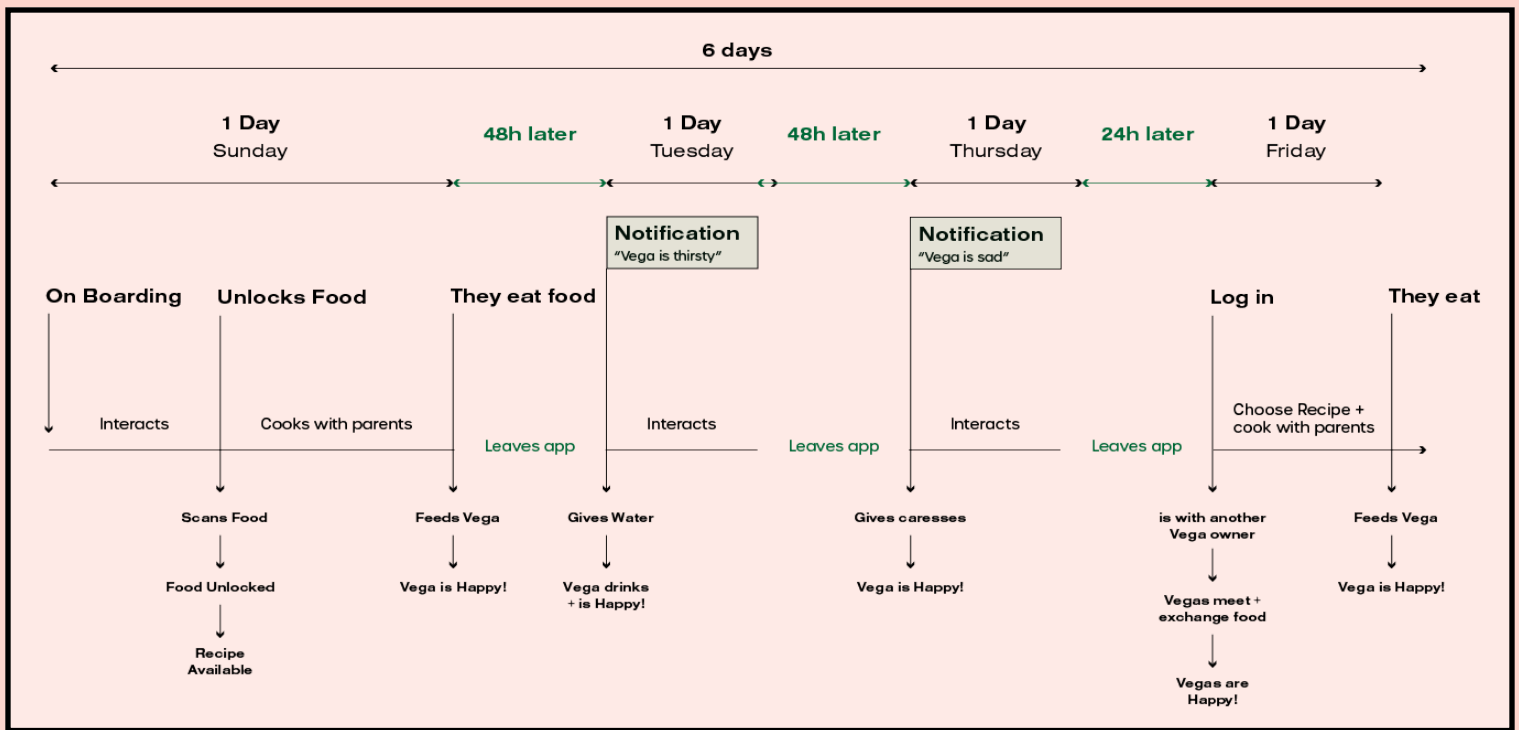 6 days
1 Day
Sunday
48h later
1 Day
Tuesday
48h later
1 Day
Thursday
24h later
1 Day
Friday
Notification
“Vega is thirsty”
Notification
“Vega is sad”
On Boarding
Unlocks Food
They eat food
Log in
They eat
Interacts
Cooks with parents
Leaves app
Interacts
Leaves app
Interacts
Leaves app
Choose Recipe +
cook with parents
Scans Food
Food Unlocked
Recipe
Available
Feeds Vega
Vega is Happy!
Gives Water
Vega drinks
+ is Happy!
Gives caresses
Vega is Happy!
is with another
Vega owner
Vegas meet +
exchange food
Vegas are
Happy!
Feeds Vega
Vega is Happy!